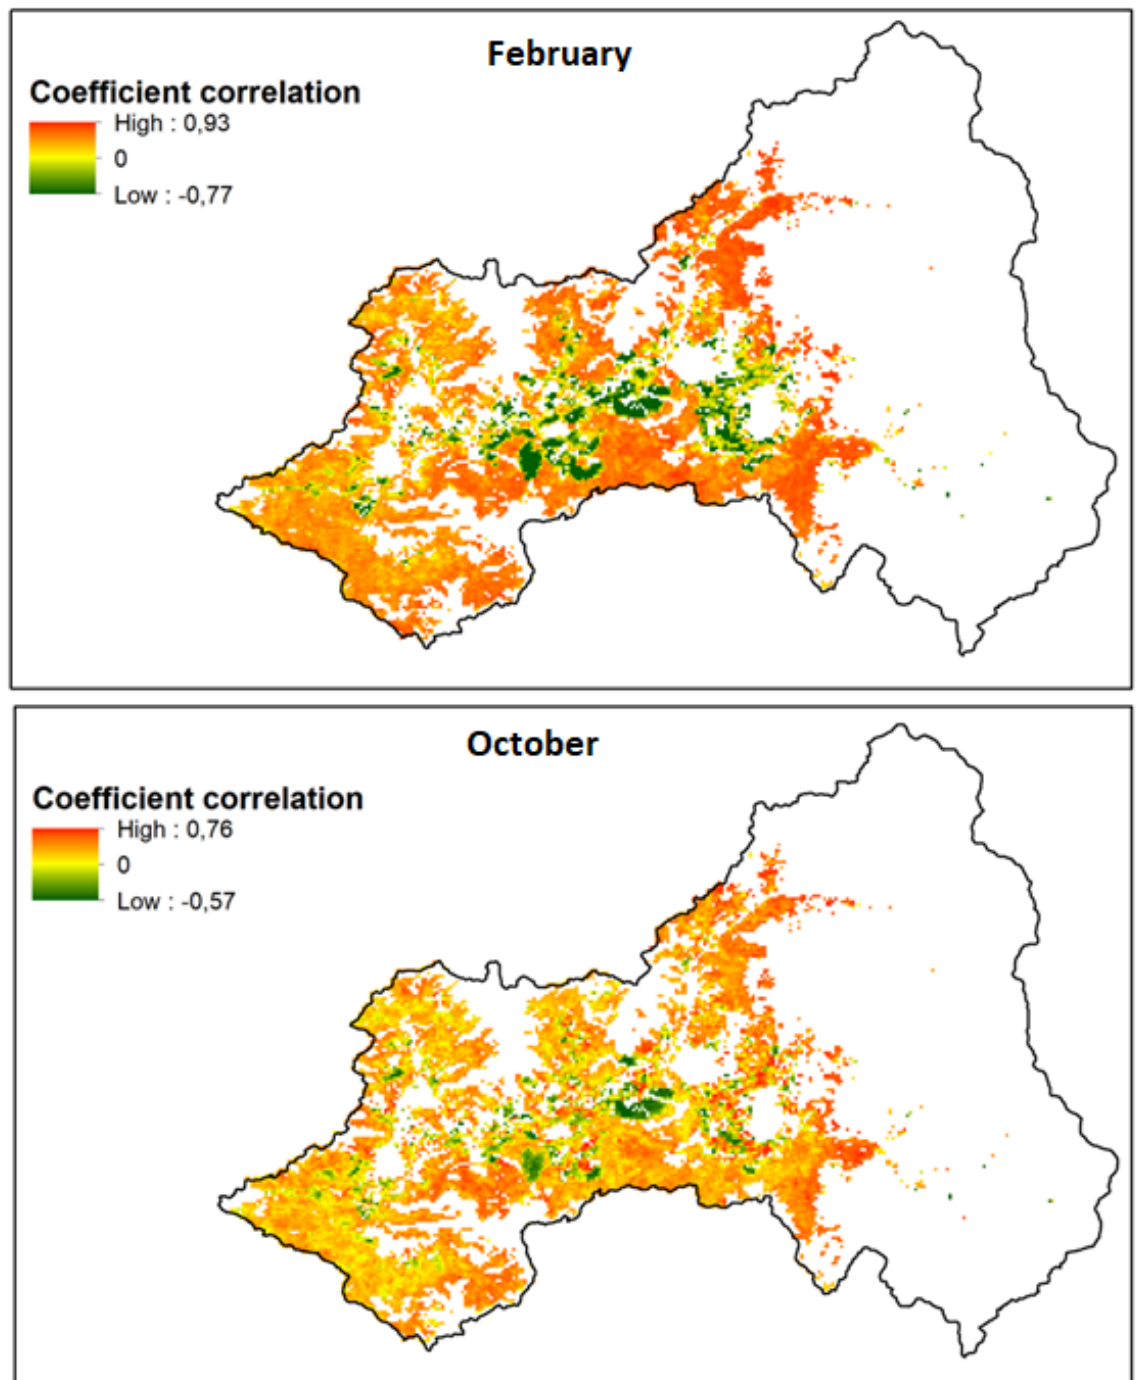 February
Coefficient correlation
High : 0,93
0
Low : -0,77
October
Coefficient correlation
High : 0,76
0
Low : -0,57